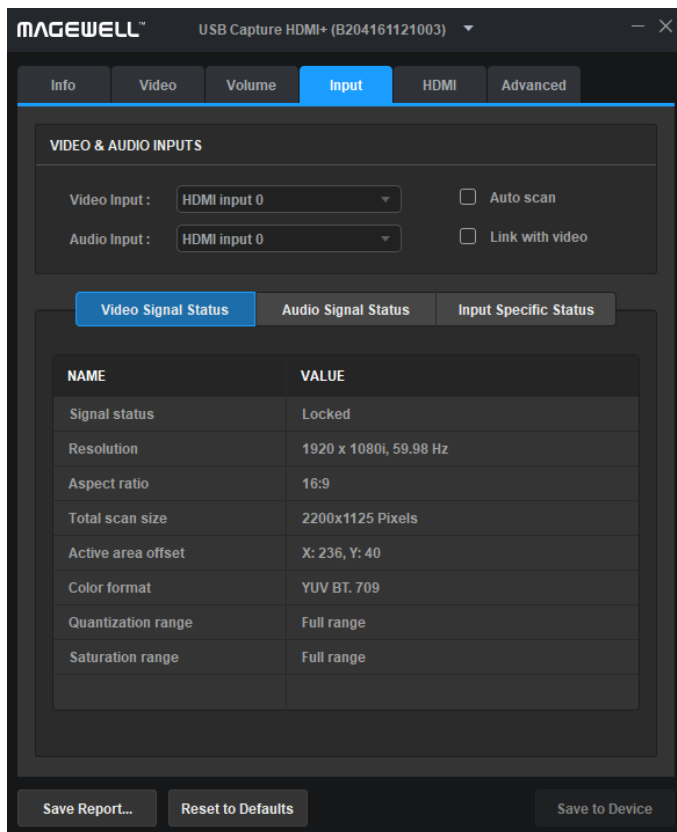 MAGEWELL™ USB Capture HDMI+ (B204161121003)
Info Video Volume Input HDMI Advanced
VIDEO & AUDIO INPUTS
Video Input : HDMI input 0 Auto scan
Audio Input : HDMI input 0 Link with video
Video Signal Status Audio Signal Status Input Specific Status
NAME VALUE
Signal status Locked
Resolution 1920 x 1080i, 59.98 Hz
Aspect ratio 16:9
Total scan size 2200x1125 Pixels
Active area offset X: 236, Y: 40
Color format YUV BT. 709
Quantization range Full range
Saturation range Full range
Save Report... Reset to Defaults Save to Device